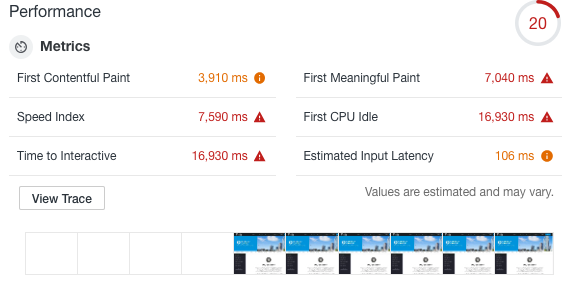 Performance
20
Metrics
First Contentful Paint 3,910 ms
First Meaningful Paint 7,040 ms
Speed Index 7,590 ms
First CPU Idle 16,930 ms
Time to Interactive 16,930 ms
Estimated Input Latency 106 ms
View Trace
Values are estimated and may vary.